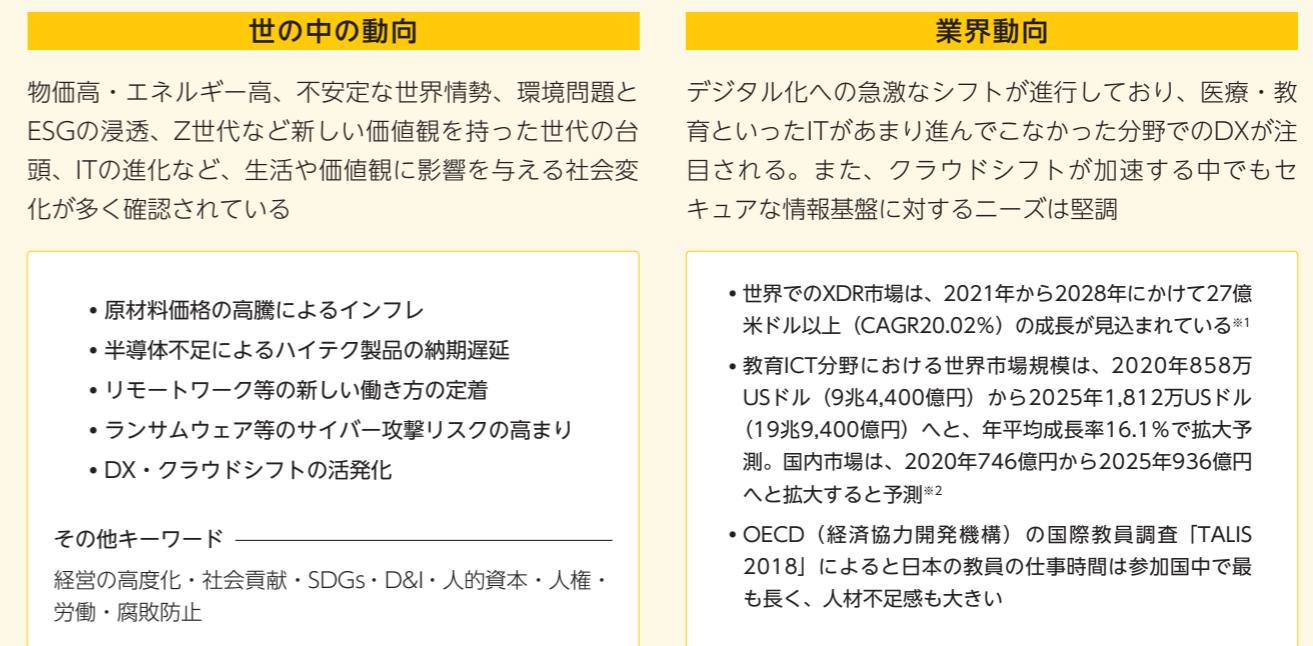 世の中の動向
物価高・エネルギー高、不安定な世界情勢、環境問題と
ESGの浸透、Z世代など新しい価値観を持った世代の台
頭、ITの進化など、生活や価値観に影響を与える社会変
化が多く確認されている
•原材料価格の高騰によるインフレ
•半導体不足によるハイテク製品の納期遅延
•リモートワーク等の新しい働き方の定着
•ランサムウェア等のサイバー攻撃リスクの高まり
•DX・クラウドシフトの活発化
その他キーワード
経営の高度化・社会貢献・SDGs・D&I・人的資本・人権・
労働・腐敗防止
業界動向
デジタル化への急激なシフトが進行しており、医療・教
育といったITがあまり進んでこなかった分野でのDXが注
目される。また、クラウドシフトが加速する中でもセ
キュアな情報基盤に対するニーズは堅調
•世界でのXDR市場は、2021年から2028年にかけて27億
米ドル以上（CAGR20.02%）の成長が見込まれている※1
•教育ICT分野における世界市場規模は、2020年858万
USドル（9兆4,400億円）から2025年1,812万USドル
（19兆9,400億円）へと、年平均成長率16.1％で拡大予
測。国内市場は、2020年746億円から2025年936億円
へと拡大すると予測※2
•OECD（経済協力開発機構）の国際教員調査「TALIS
2018」によると日本の教員の仕事時間は参加国中で最
も長く、人材不足感も大きい